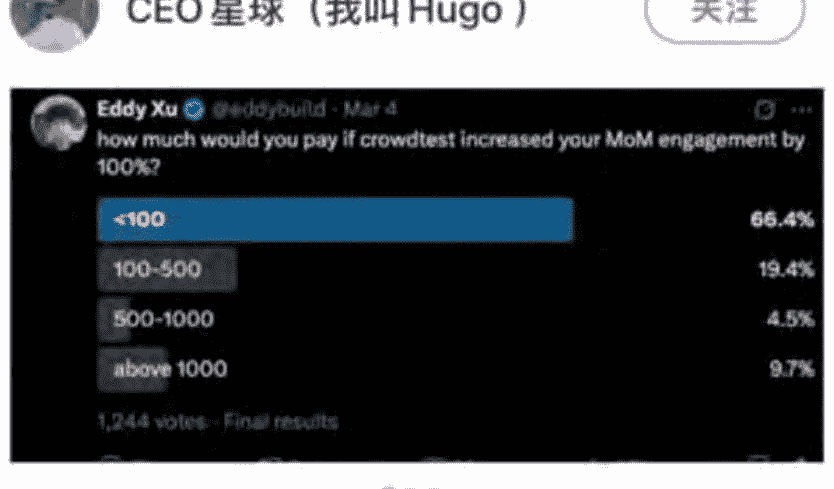 CEO 星球（我叫 Hugo ）
关注
Eddy Xu @eddybuild · Mar 4
how much would you pay if crowdtest increased your MoM engagement by
100%?
<100 66.4%
100-500 19.4%
500-1000 4.5%
above 1000 9.7%
1,244 votes · Final results